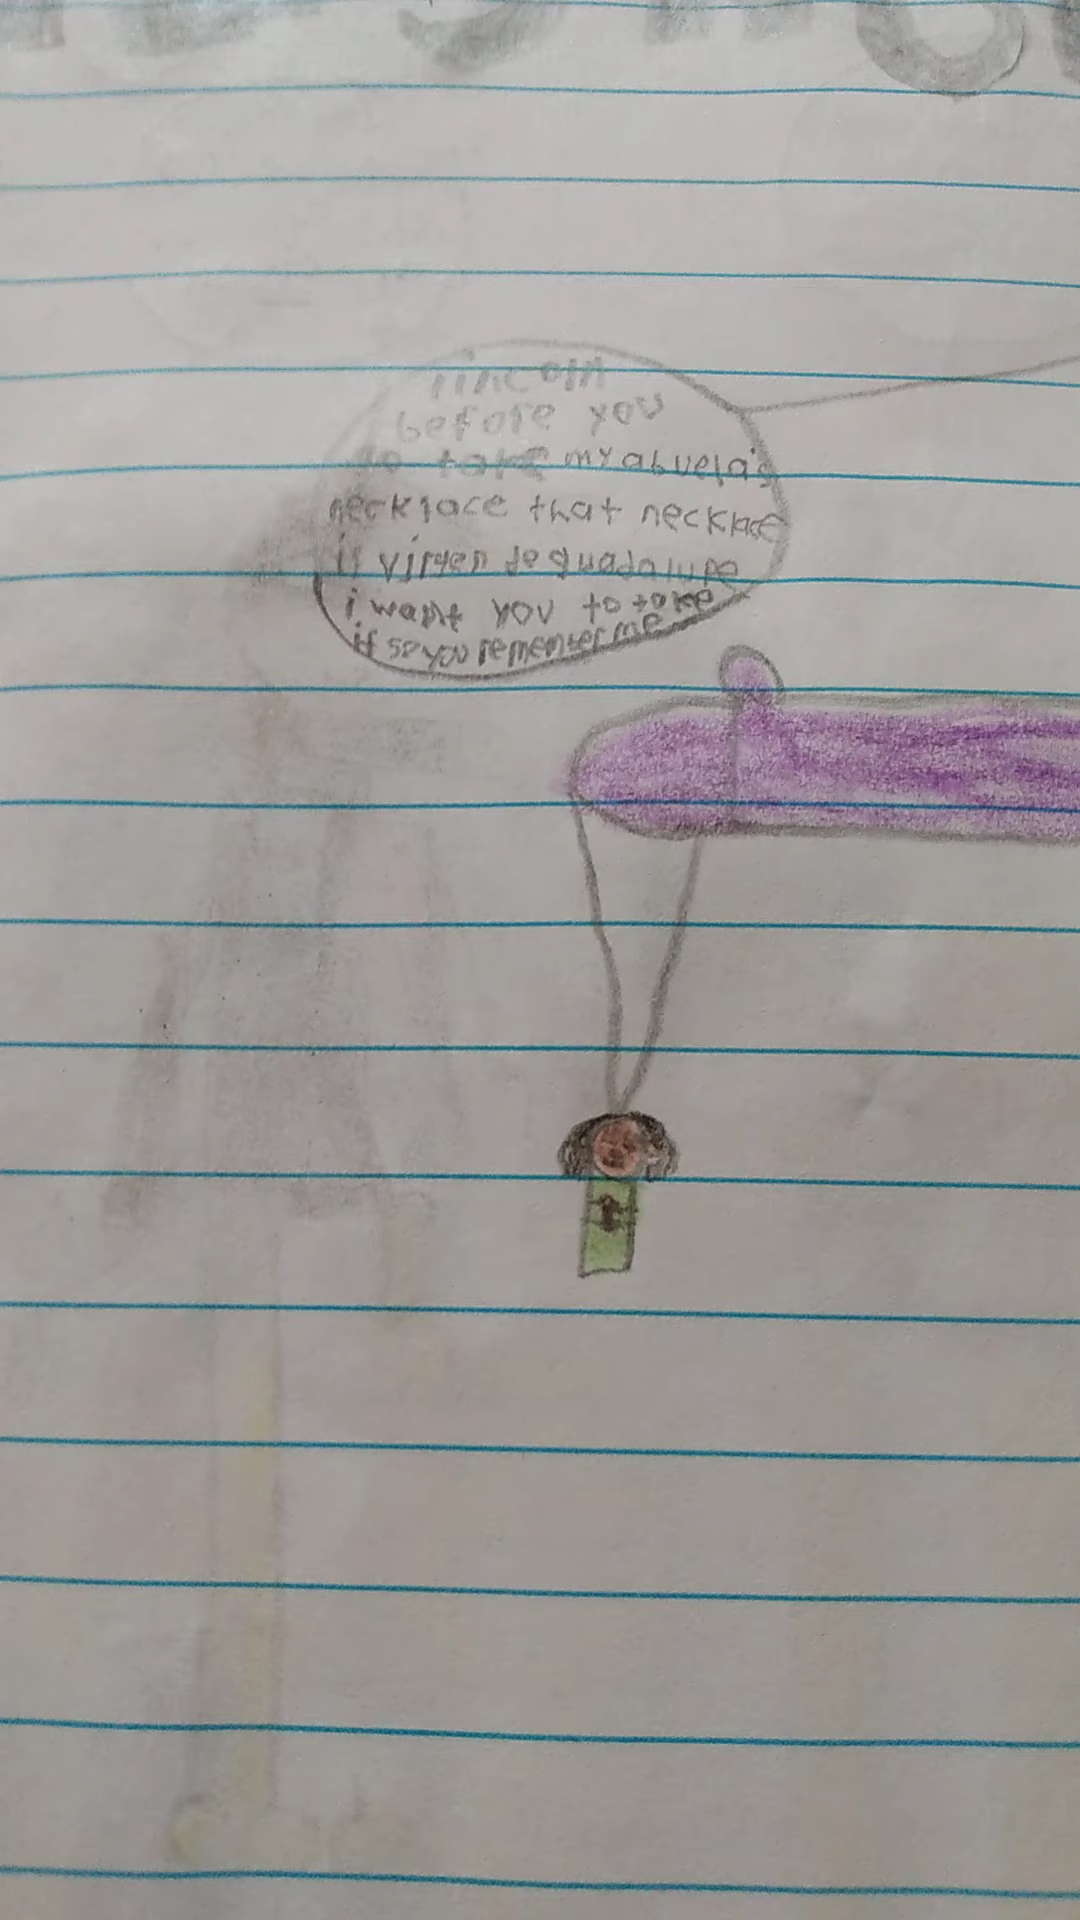 lincoln
before you
go take my abuela's
necklace that necklace
is virgen de guadalupe
i want you to take
it so you remember me